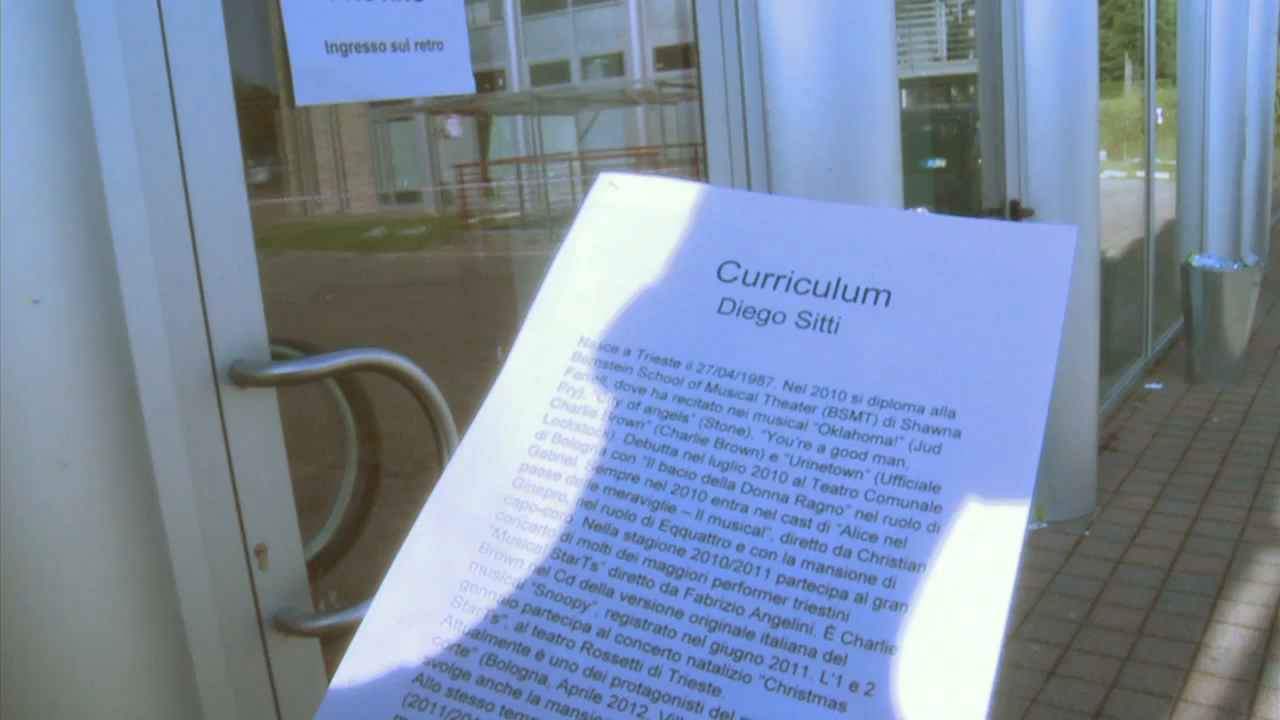 Ingresso sul retro
Curriculum
Diego Sitti
Nasce a Trieste il 27/04/1987. Nel 2010 si diploma alla
Bernstein School of Musical Theater (BSMT) di Shawna
Farrell, dove ha recitato nei musical "Oklahoma!" (Jud
Fry), "City of angels" (Stone), "You're a good man,
Charlie Brown" (Charlie Brown) e "Urinetown" (Ufficiale
Lockstock). Debutta nel luglio 2010 al Teatro Comunale
di Bologna con "Il bacio della Donna Ragno" nel ruolo di
Gabriel. Sempre nel 2010 entra nel cast di "Alice nel
paese delle meraviglie – Il musical", diretto da Christian
Ginepro, nel ruolo di Eqquattro e con la mansione di
capo-coro. Nella stagione 2010/2011 partecipa al gran
concerto di molti dei maggiori performer triestini
"Musical StarTs" diretto da Fabrizio Angelini. È Charlie
Brown nel Cd della versione originale italiana del
musical "Snoopy", registrato nel giugno 2011. L'1 e 2
gennaio partecipa al concerto natalizio "Christmas
StarTs", al teatro Rossetti di Trieste.
Attualmente è uno dei protagonisti del
corte" (Bologna, Aprile 2012,
svolge anche la mansione
Allo stesso